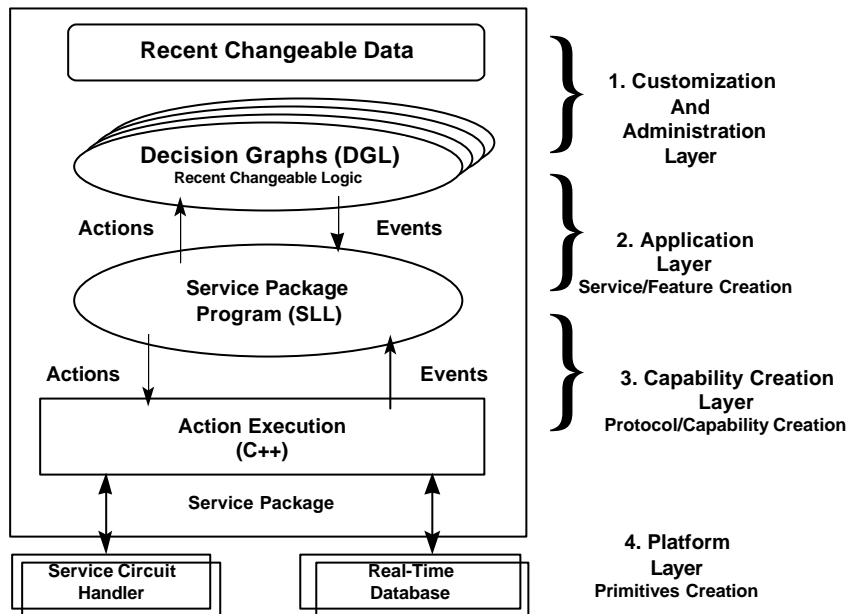 Recent Changeable Data
Decision Graphs (DGL)
Recent Changeable Logic
Actions
Events
Service Package
Program (SLL)
Actions
Events
Action Execution
(C++)
Service Package
Service Circuit
Handler
Real-Time
Database
1. Customization
And
Administration
Layer
2. Application
Layer
Service/Feature Creation
3. Capability Creation
Layer
Protocol/Capability Creation
4. Platform
Layer
Primitives Creation